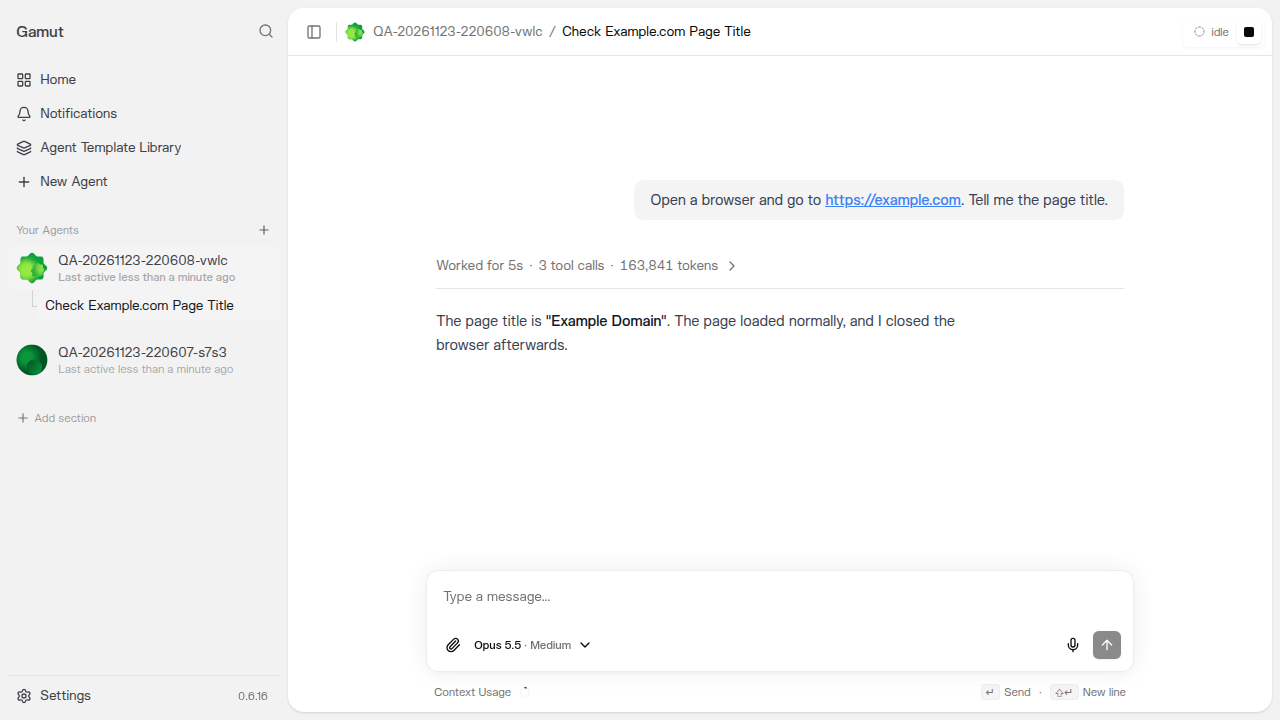 Gamut
Home
Notifications
Agent Template Library
New Agent
Your Agents
QA-20261123-220608-vwlc
Last active less than a minute ago
Check Example.com Page Title
QA-20261123-220607-s7s3
Last active less than a minute ago
Add section
Settings 0.6.16
QA-20261123-220608-vwlc / Check Example.com Page Title
idle
Open a browser and go to https://example.com. Tell me the page title.
Worked for 5s · 3 tool calls · 163,841 tokens
The page title is "Example Domain". The page loaded normally, and I closed the
browser afterwards.
Type a message...
Opus 5.5 · Medium
Context Usage
↵ Send · ⇧↵ New line